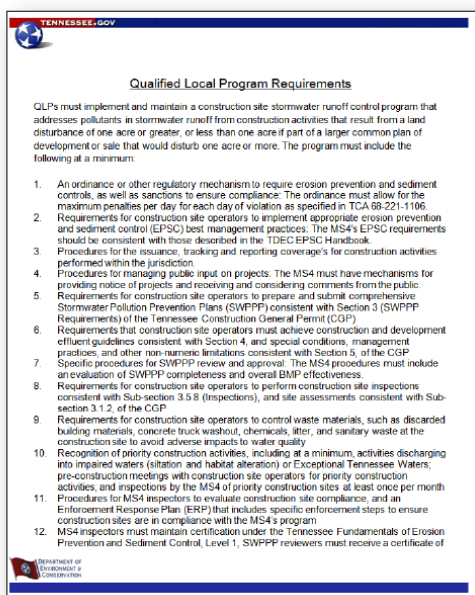 TENNESSEE.GOV
Qualified Local Program Requirements
QLPs must implement and maintain a construction site stormwater runoff control program that
addresses pollutants in stormwater runoff from construction activities that result from a land
disturbance of one acre or greater, or less than one acre if part of a larger common plan of
development or sale that would disturb one acre or more. The program must include the
following at a minimum:
1. An ordinance or other regulatory mechanism to require erosion prevention and sediment
controls, as well as sanctions to ensure compliance: The ordinance must allow for the
maximum penalties per day for each day of violation as specified in TCA 68-221-1106.
2. Requirements for construction site operators to implement appropriate erosion prevention
and sediment control (EPSC) best management practices: The MS4's EPSC requirements
should be consistent with those described in the TDEC EPSC Handbook.
3. Procedures for the issuance, tracking and reporting coverage's for construction activities
performed within the jurisdiction.
4. Procedures for managing public input on projects: The MS4 must have mechanisms for
providing notice of projects and receiving and considering comments from the public.
5. Requirements for construction site operators to prepare and submit comprehensive
Stormwater Pollution Prevention Plans (SWPPP) consistent with Section 3 (SWPPP
Requirements) of the Tennessee Construction General Permit (CGP)
6. Requirements that construction site operators must achieve construction and development
effluent guidelines consistent with Section 4, and special conditions, management
practices, and other non-numeric limitations consistent with Section 5, of the CGP
7. Specific procedures for SWPPP review and approval: The MS4 procedures must include
an evaluation of SWPPP completeness and overall BMP effectiveness.
8. Requirements for construction site operators to perform construction site inspections
consistent with Sub-section 3.5.8 (Inspections), and site assessments consistent with Sub-
section 3.1.2, of the CGP
9. Requirements for construction site operators to control waste materials, such as discarded
building materials, concrete truck washout, chemicals, litter, and sanitary waste at the
construction site to avoid adverse impacts to water quality
10. Recognition of priority construction activities, including at a minimum, activities discharging
into impaired waters (siltation and habitat alteration) or Exceptional Tennessee Waters;
pre-construction meetings with construction site operators for priority construction
activities; and inspections by the MS4 of priority construction sites at least once per month
11. Procedures for MS4 inspectors to evaluate construction site compliance, and an
Enforcement Response Plan (ERP) that includes specific enforcement steps to ensure
construction sites are in compliance with the MS4's program
12. MS4 inspectors must maintain certification under the Tennessee Fundamentals of Erosion
Prevention and Sediment Control, Level 1, SWPPP reviewers must receive a certificate of
DEPARTMENT OF
ENVIRONMENT &
CONSERVATION